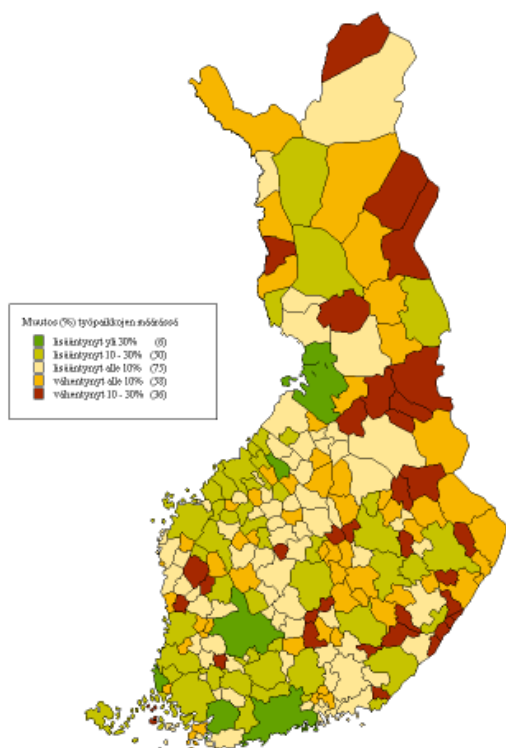 Muutos (%) työpaikkojen määrässä
lisääntynyt yli 30% (6)
lisääntynyt 10 - 30% (50)
lisääntynyt alle 10% (75)
vähentynyt alle 10% (58)
vähentynyt 10 - 30% (36)